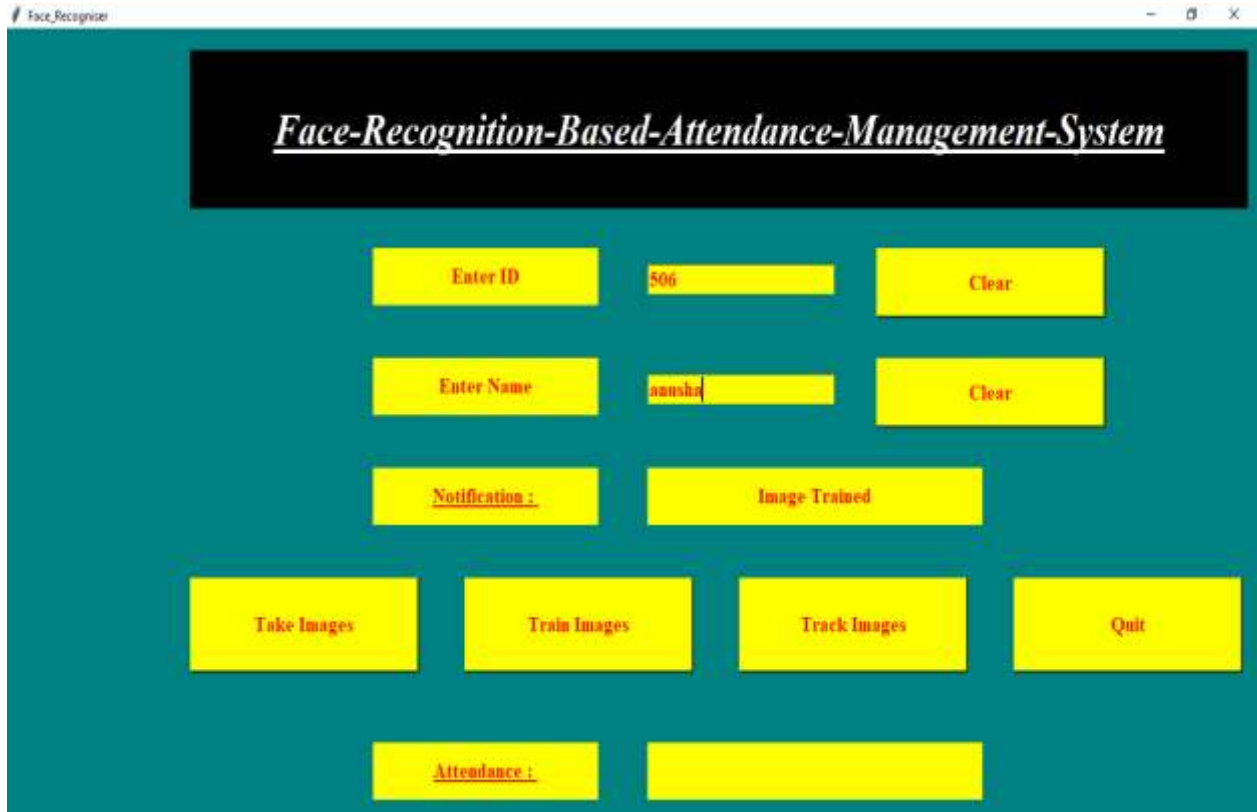 Face_Recogniser
Face-Recognition-Based-Attendance-Management-System
Enter ID 506 Clear
Enter Name anusha Clear
Notification : Image Trained
Take Images Train Images Track Images Quit
Attendance :